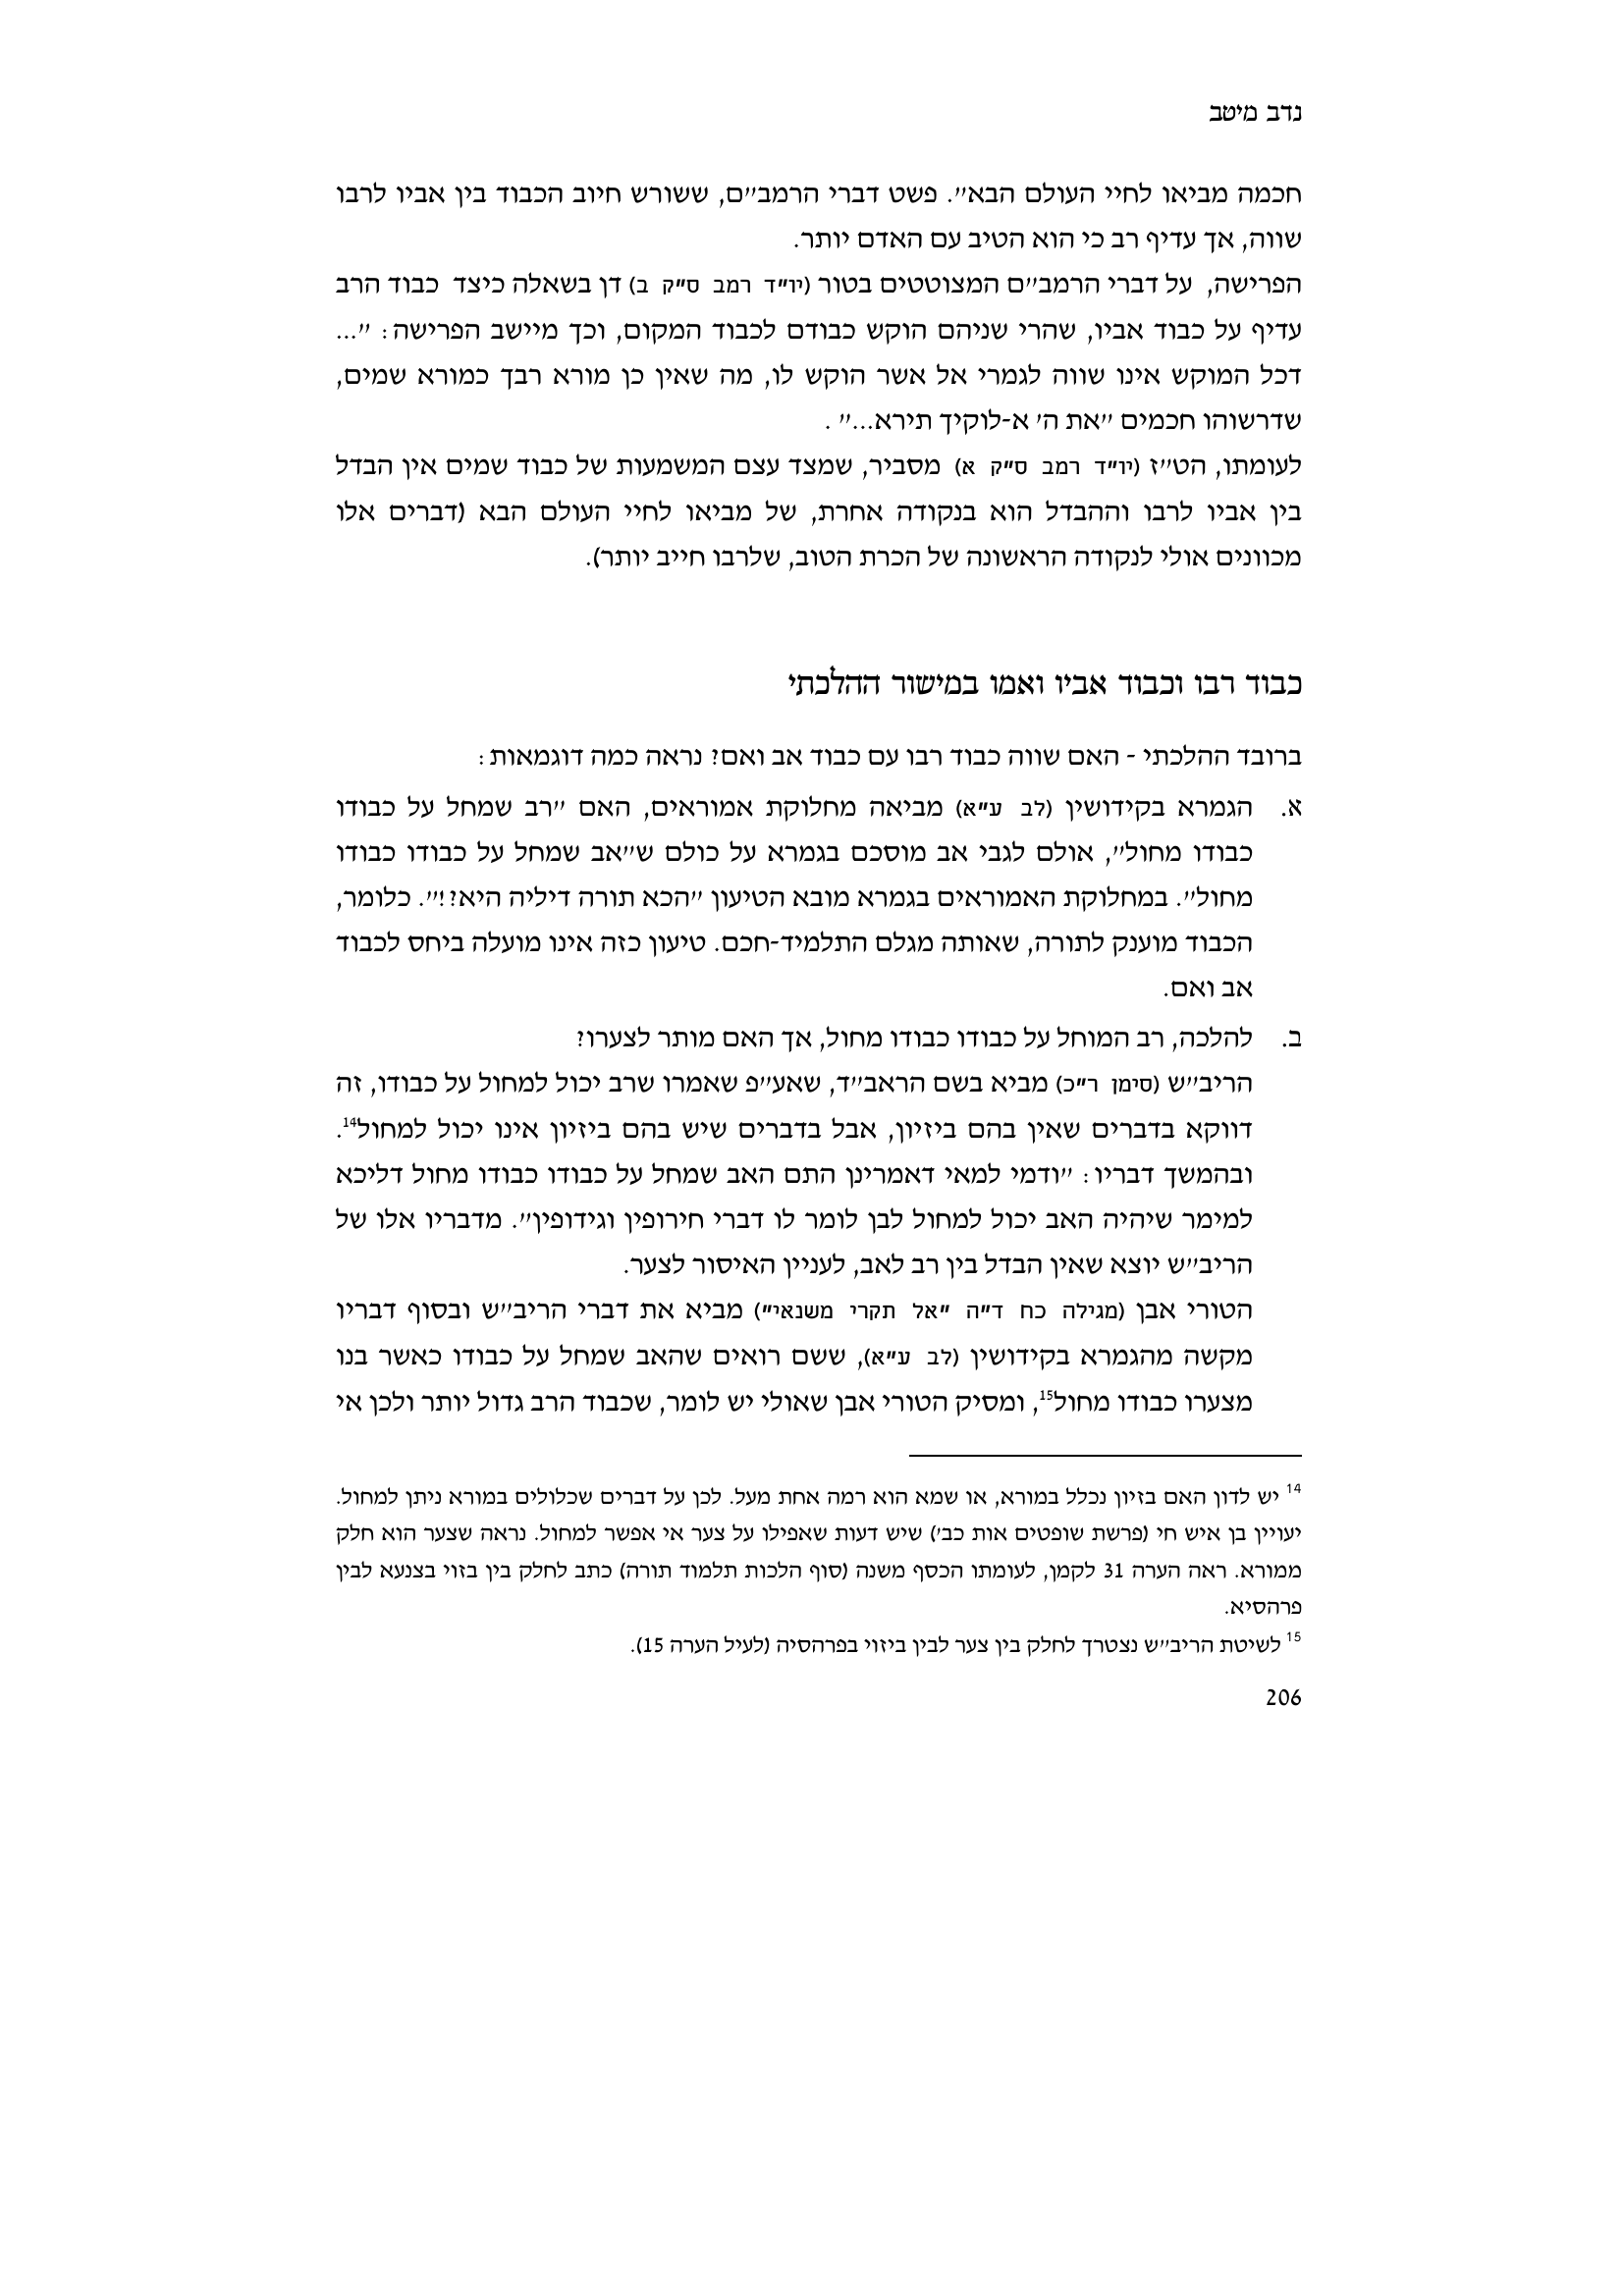 נדב מיטב
חכמה מביאו לחיי העולם הבא". פשט דברי הרמב"ם, ששורש חיוב הכבוד בין אביו לרבו
שווה, אך עדיף רב כי הוא הטיב עם האדם יותר.
הפרישה, על דברי הרמב"ם המצוטטים בטור (יו"ד רמב ס"ק ב) דן בשאלה כיצד כבוד הרב
עדיף על כבוד אביו, שהרי שניהם הוקש כבודם לכבוד המקום, וכך מיישב הפרישה: "...
דכל המוקש אינו שווה לגמרי אל אשר הוקש לו, מה שאין כן מורא רבך כמורא שמים,
שדרשוהו חכמים "את ה' א-לוקיך תירא..." .
לעומתו, הט"ז (יו"ד רמב ס"ק א) מסביר, שמצד עצם המשמעות של כבוד שמים אין הבדל
בין אביו לרבו וההבדל הוא בנקודה אחרת, של מביאו לחיי העולם הבא (דברים אלו
מכוונים אולי לנקודה הראשונה של הכרת הטוב, שלרבו חייב יותר).
כבוד רבו וכבוד אביו ואמו במישור ההלכתי
ברובד ההלכתי - האם שווה כבוד רבו עם כבוד אב ואם? נראה כמה דוגמאות:
א. הגמרא בקידושין (לב ע"א) מביאה מחלוקת אמוראים, האם "רב שמחל על כבודו
כבודו מחול", אולם לגבי אב מוסכם בגמרא על כולם ש"אב שמחל על כבודו כבודו
מחול". במחלוקת האמוראים בגמרא מובא הטיעון "הכא תורה דיליה היא?!". כלומר,
הכבוד מוענק לתורה, שאותה מגלם התלמיד-חכם. טיעון כזה אינו מועלה ביחס לכבוד
אב ואם.
ב. להלכה, רב המוחל על כבודו כבודו מחול, אך האם מותר לצערו?
הריב"ש (סימן ר"כ) מביא בשם הראב"ד, שאע"פ שאמרו שרב יכול למחול על כבודו, זה
דווקא בדברים שאין בהם ביזיון, אבל בדברים שיש בהם ביזיון אינו יכול למחול14.
ובהמשך דבריו: "ודמי למאי דאמרינן התם האב שמחל על כבודו כבודו מחול דליכא
למימר שיהיה האב יכול למחול לבן לומר לו דברי חירופין וגידופין". מדבריו אלו של
הריב"ש יוצא שאין הבדל בין רב לאב, לעניין האיסור לצער.
הטורי אבן (מגילה כח ד"ה "אל תקרי משנאי") מביא את דברי הריב"ש ובסוף דבריו
מקשה מהגמרא בקידושין (לב ע"א), ששם רואים שהאב שמחל על כבודו כאשר בנו
מצערו כבודו מחול15, ומסיק הטורי אבן שאולי יש לומר, שכבוד הרב גדול יותר ולכן אי
14 יש לדון האם בזיון נכלל במורא, או שמא הוא רמה אחת מעל. לכן על דברים שכלולים במורא ניתן למחול.
יעויין בן איש חי (פרשת שופטים אות כב') שיש דעות שאפילו על צער אי אפשר למחול. נראה שצער הוא חלק
ממורא. ראה הערה 31 לקמן, לעומתו הכסף משנה (סוף הלכות תלמוד תורה) כתב לחלק בין בזוי בצנעא לבין
פרהסיא.
15 לשיטת הריב"ש נצטרך לחלק בין צער לבין ביזוי בפרהסיה (לעיל הערה 15).
206